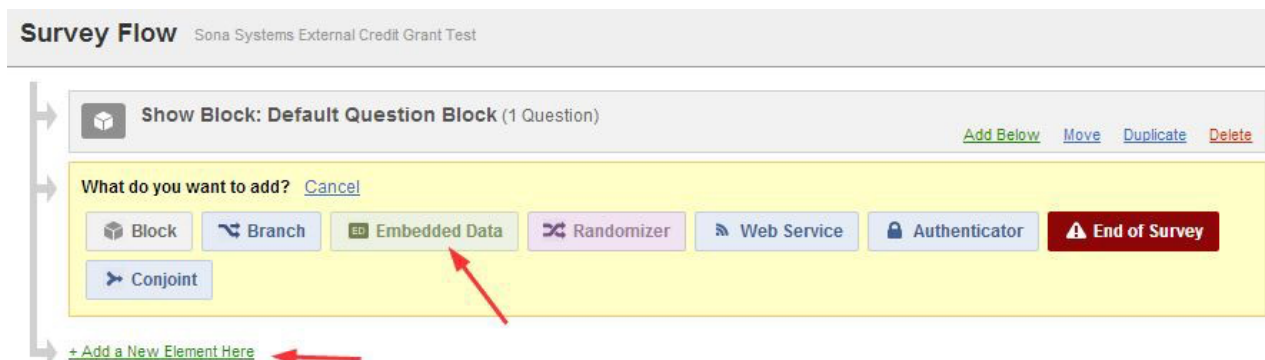 Survey Flow Sona Systems External Credit Grant Test
Show Block: Default Question Block (1 Question)
Add Below Move Duplicate Delete
What do you want to add? Cancel
Block Branch ED Embedded Data Randomizer Web Service Authenticator End of Survey
Conjoint
+ Add a New Element Here